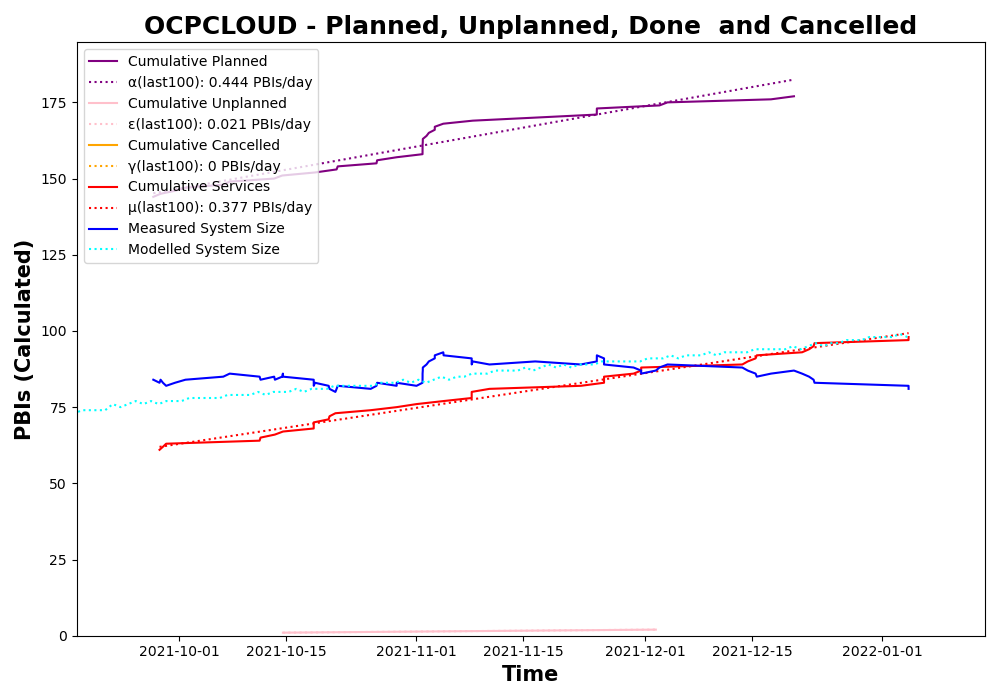 OCPCLOUD - Planned, Unplanned, Done  and Cancelled
Cumulative Planned
α(last100): 0.444 PBIs/day
Cumulative Unplanned
ε(last100): 0.021 PBIs/day
Cumulative Cancelled
γ(last100): 0 PBIs/day
Cumulative Services
μ(last100): 0.377 PBIs/day
Measured System Size
Modelled System Size
PBIs (Calculated)
175
150
125
100
75
50
25
0
2021-10-01 2021-10-15 2021-11-01 2021-11-15 2021-12-01 2021-12-15 2022-01-01
Time